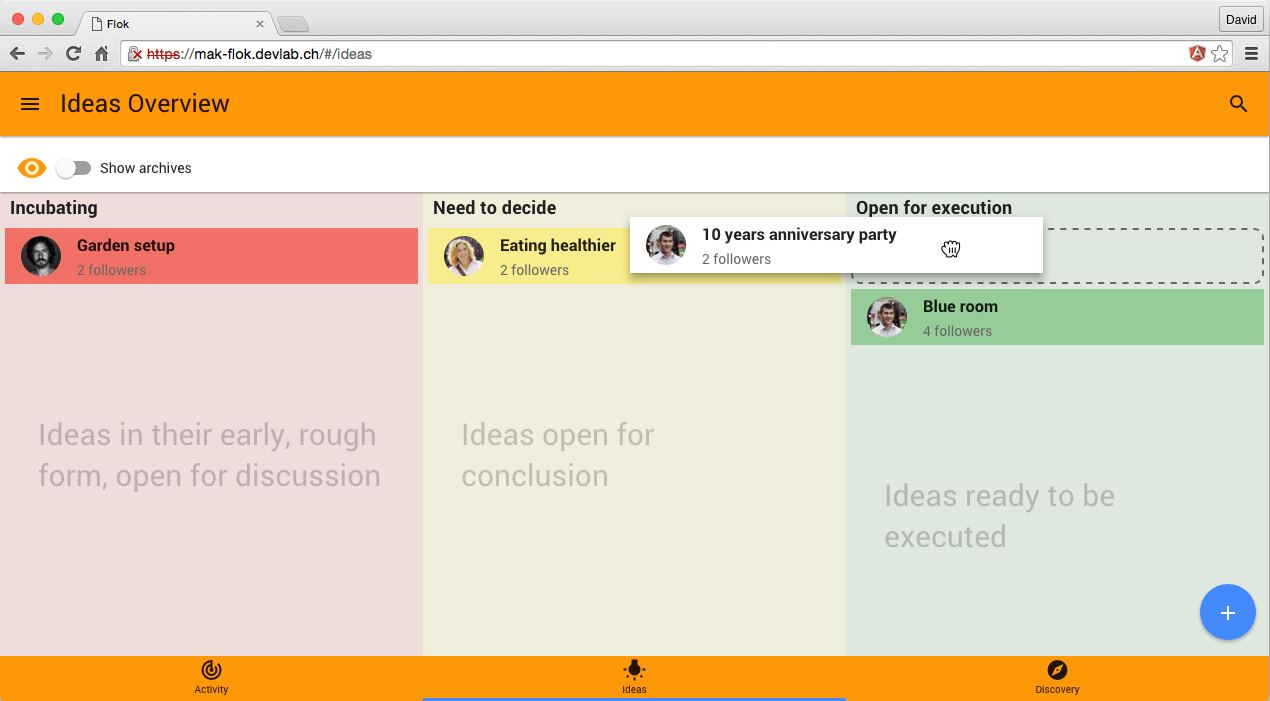 Flok
David
https://mak-flok.devlab.ch/#/ideas
Ideas Overview
Show archives
Incubating
Garden setup
2 followers
Ideas in their early, rough
form, open for discussion
Need to decide
Eating healthier
2 followers
Ideas open for
conclusion
Open for execution
10 years anniversary party
2 followers
Blue room
4 followers
Ideas ready to be
executed
Activity
Ideas
Discovery